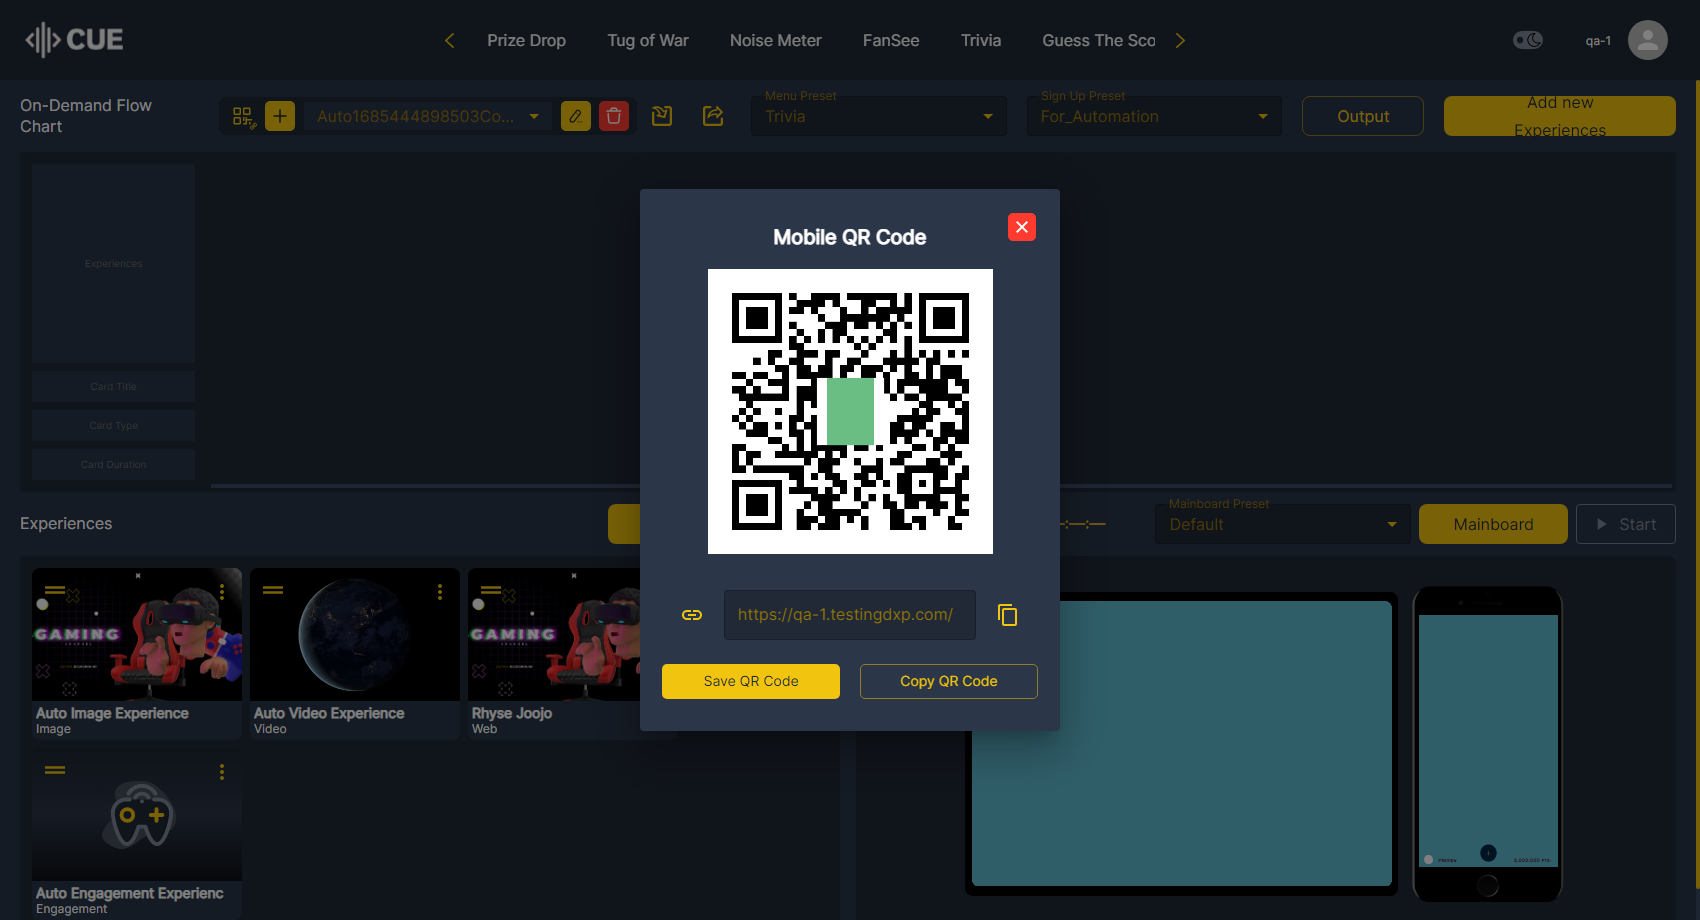 CUE
Prize Drop
Tug of War
Noise Meter
FanSee
Trivia
Guess The Sco
qa-1
On-Demand Flow
Chart
Auto1685444898503Co...
Menu Preset
Trivia
Sign Up Preset
For_Automation
Output
Add new
Experiences
Experiences
Card Title
Card Type
Card Duration
Mobile QR Code
https://qa-1.testingdxp.com/
Save QR Code
Copy QR Code
Experiences
Mainboard Preset
Default
Mainboard
Start
GAMING
Auto Image Experience
Image
Auto Video Experience
Video
GAMING
Rhyse Joojo
Web
Auto Engagement Experienc
Engagement
PREVIEW